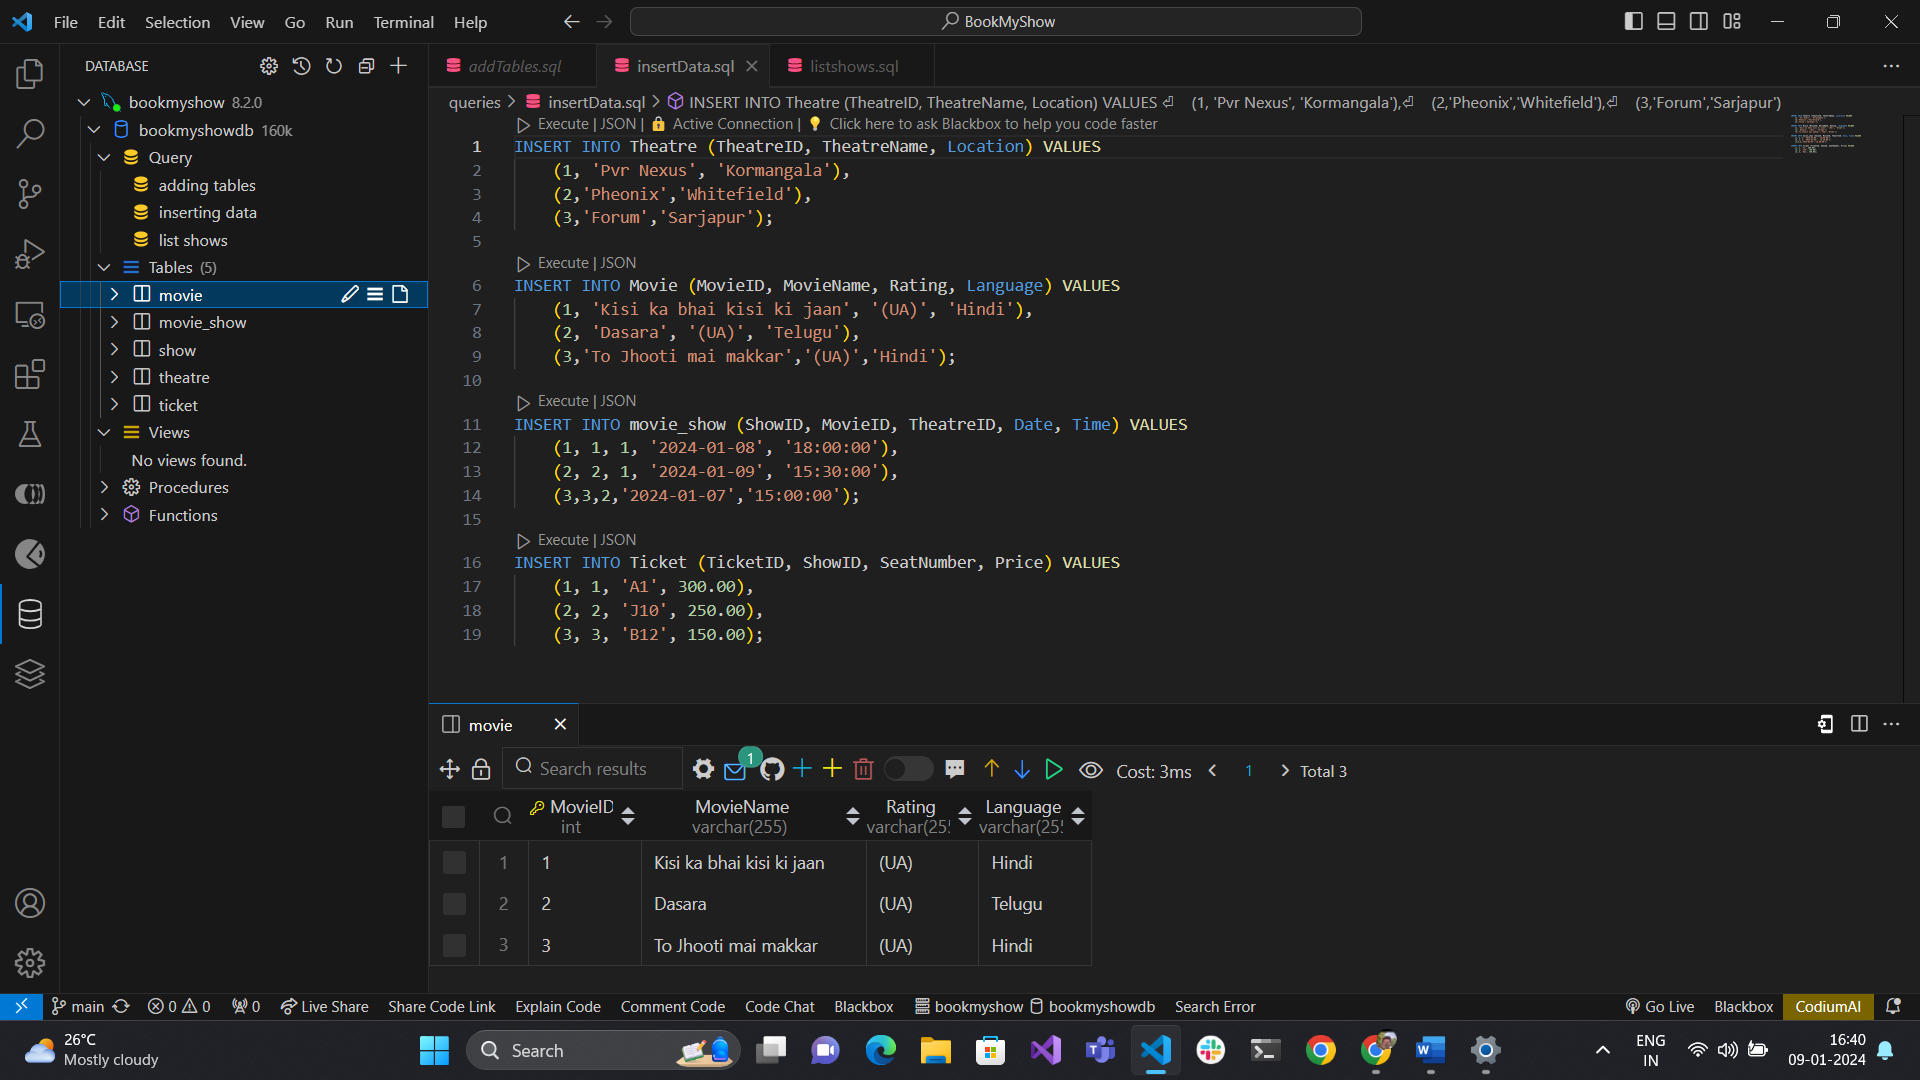 File Edit Selection View Go Run Terminal Help
BookMyShow
DATABASE
bookmyshow 8.2.0
bookmyshowdb 160k
Query
adding tables
inserting data
list shows
Tables (5)
movie
movie_show
show
theatre
ticket
Views
No views found.
Procedures
Functions
addTables.sql insertData.sql listshows.sql
queries insertData.sql INSERT INTO Theatre (TheatreID, TheatreName, Location) VALUES (1, 'Pvr Nexus', 'Kormangala'), (2,'Pheonix','Whitefield'), (3,'Forum','Sarjapur')
Execute | JSON | Active Connection | Click here to ask Blackbox to help you code faster
1 INSERT INTO Theatre (TheatreID, TheatreName, Location) VALUES
2 (1, 'Pvr Nexus', 'Kormangala'),
3 (2,'Pheonix','Whitefield'),
4 (3,'Forum','Sarjapur');
5
Execute | JSON
6 INSERT INTO Movie (MovieID, MovieName, Rating, Language) VALUES
7 (1, 'Kisi ka bhai kisi ki jaan', '(UA)', 'Hindi'),
8 (2, 'Dasara', '(UA)', 'Telugu'),
9 (3,'To Jhooti mai makkar','(UA)','Hindi');
10
Execute | JSON
11 INSERT INTO movie_show (ShowID, MovieID, TheatreID, Date, Time) VALUES
12 (1, 1, 1, '2024-01-08', '18:00:00'),
13 (2, 2, 1, '2024-01-09', '15:30:00'),
14 (3,3,2,'2024-01-07','15:00:00');
15
Execute | JSON
16 INSERT INTO Ticket (TicketID, ShowID, SeatNumber, Price) VALUES
17 (1, 1, 'A1', 300.00),
18 (2, 2, 'J10', 250.00),
19 (3, 3, 'B12', 150.00);
movie
Search results 1 Cost: 3ms 1 Total 3
MovieID MovieName Rating Language
int varchar(255) varchar(25 varchar(25
1 1 Kisi ka bhai kisi ki jaan (UA) Hindi
2 2 Dasara (UA) Telugu
3 3 To Jhooti mai makkar (UA) Hindi
main 0 0 0 Live Share Share Code Link Explain Code Comment Code Code Chat Blackbox bookmyshow bookmyshowdb Search Error Go Live Blackbox CodiumAI
26°C
Mostly cloudy
Search
ENG
IN
16:40
09-01-2024